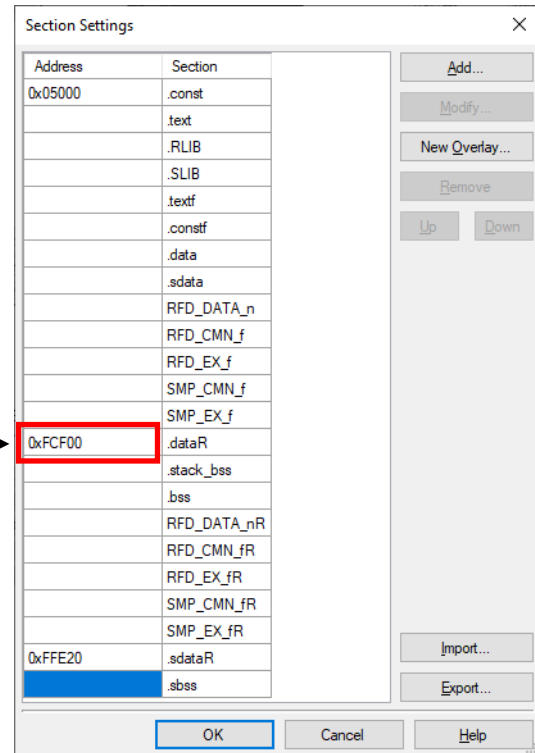 Section Settings
Address Section
0x05000 .const
.text
.RLIB
.SLIB
.textf
.constf
.data
.sdata
RFD_DATA_n
RFD_CMN_f
RFD_EX_f
SMP_CMN_f
SMP_EX_f
0xFCF00 .dataR
.stack_bss
.bss
RFD_DATA_nR
RFD_CMN_fR
RFD_EX_fR
SMP_CMN_fR
SMP_EX_fR
0xFFE20 .sdataR
.sbss
Add...
Modify...
New Overlay...
Remove
Up Down
Import...
Export...
OK Cancel Help